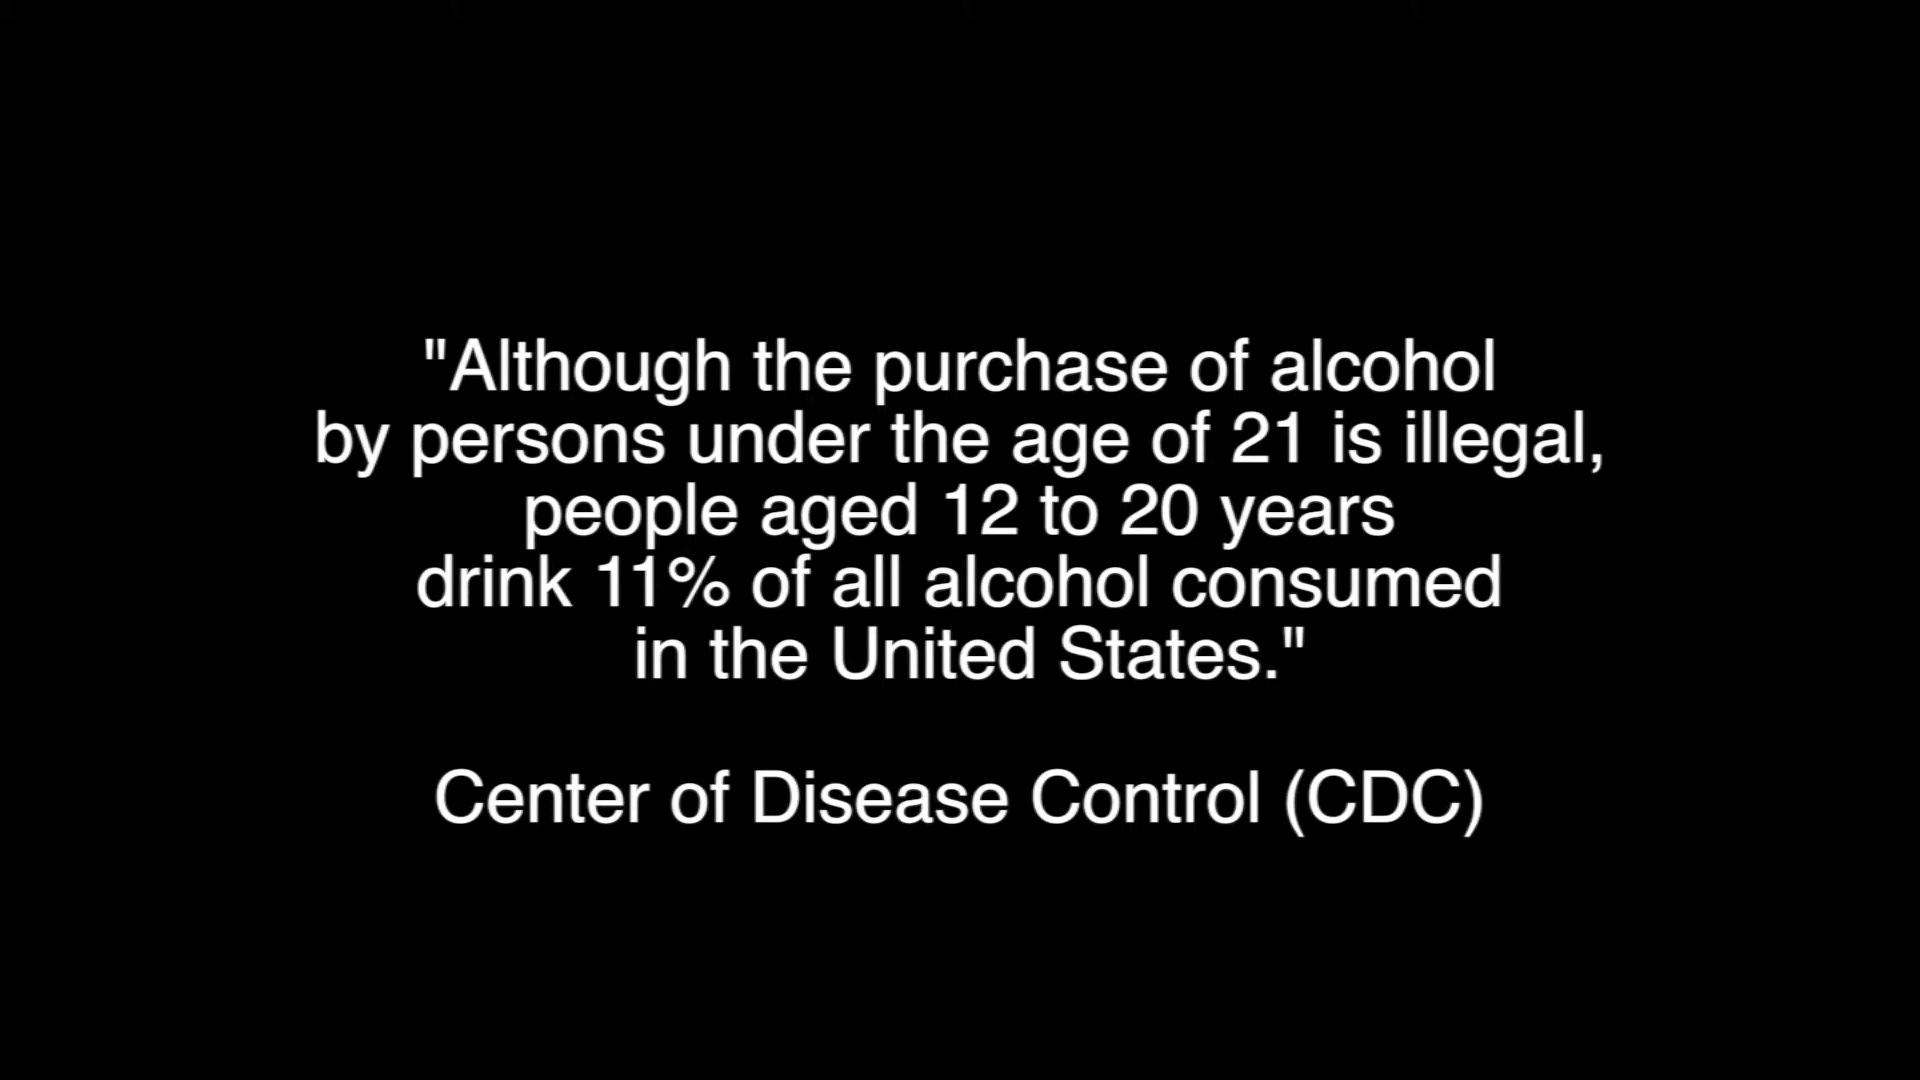 "Although the purchase of alcohol
by persons under the age of 21 is illegal,
people aged 12 to 20 years
drink 11% of all alcohol consumed
in the United States."
Center of Disease Control (CDC)